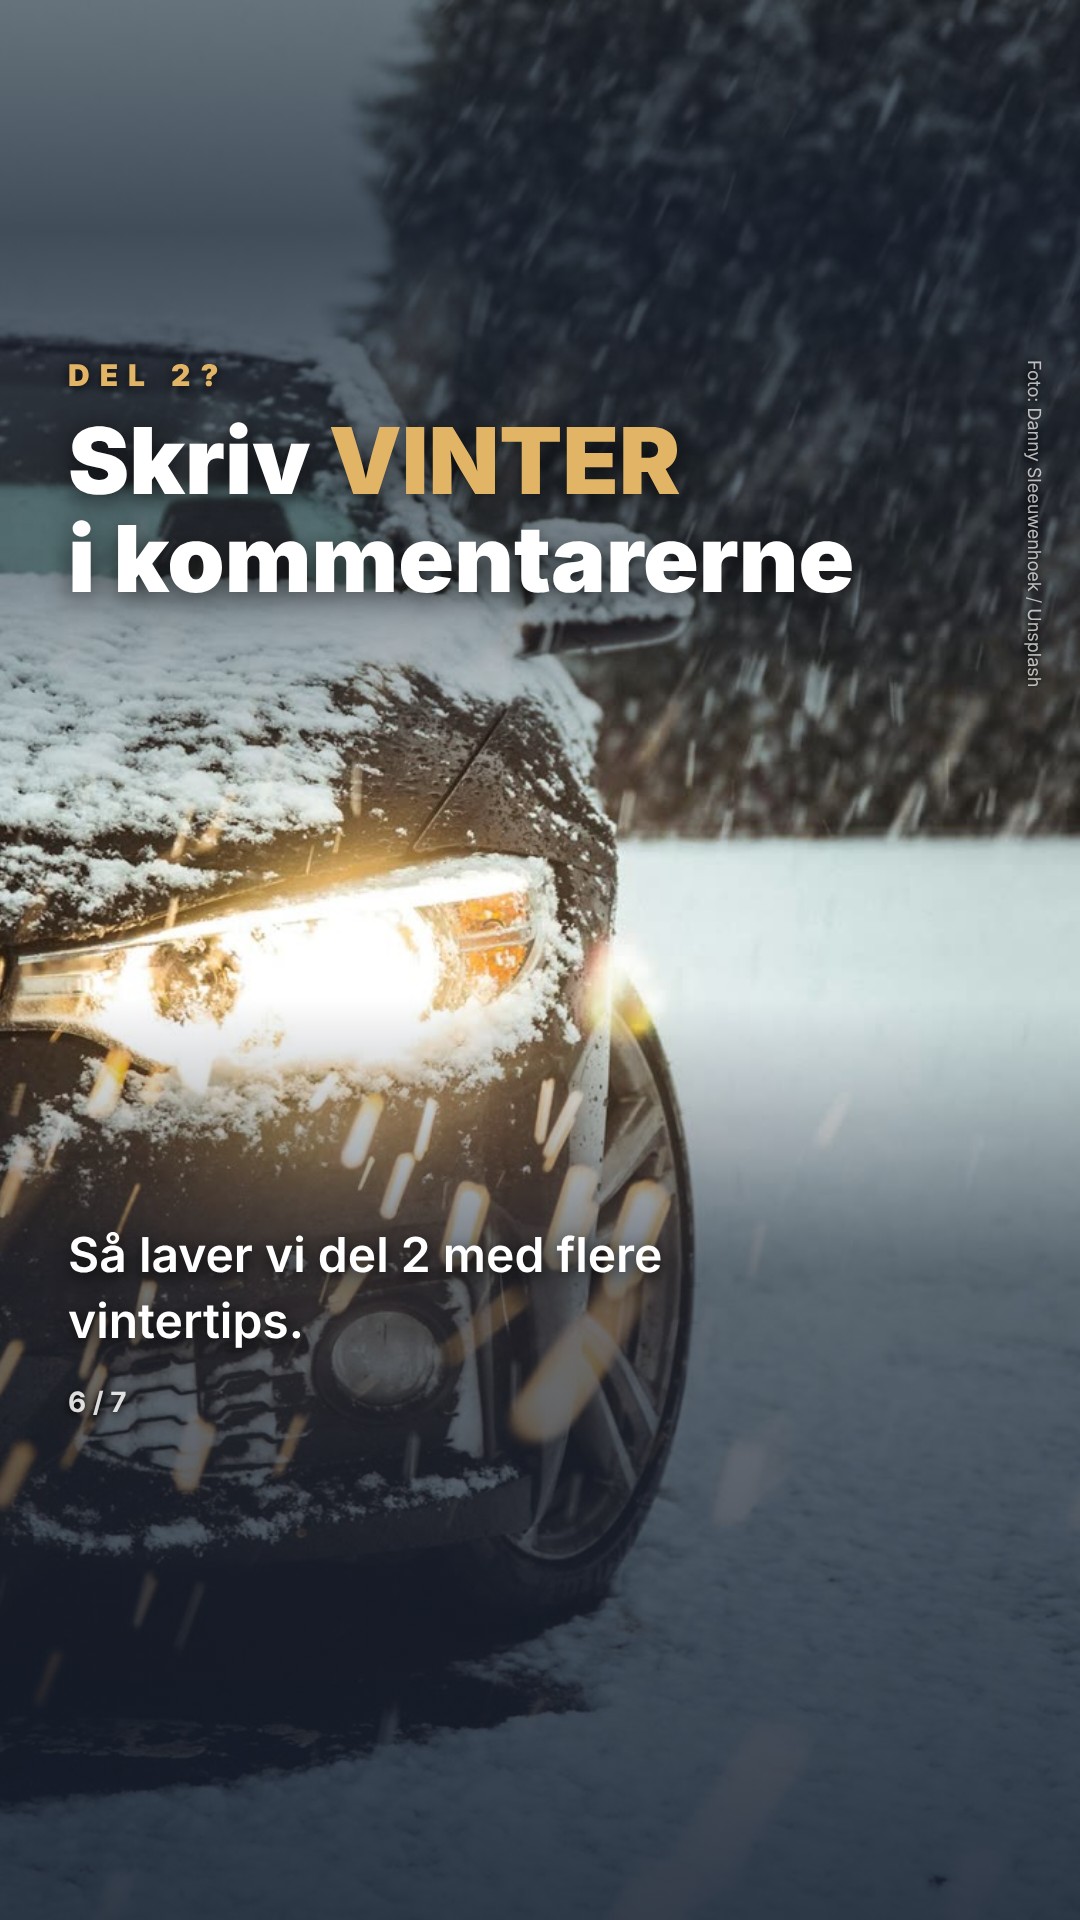 DEL 2?
Skriv VINTER
i kommentarerne
Foto: Danny Sleeuwenhoek / Unsplash
Så laver vi del 2 med flere
vintertips.
6 / 7